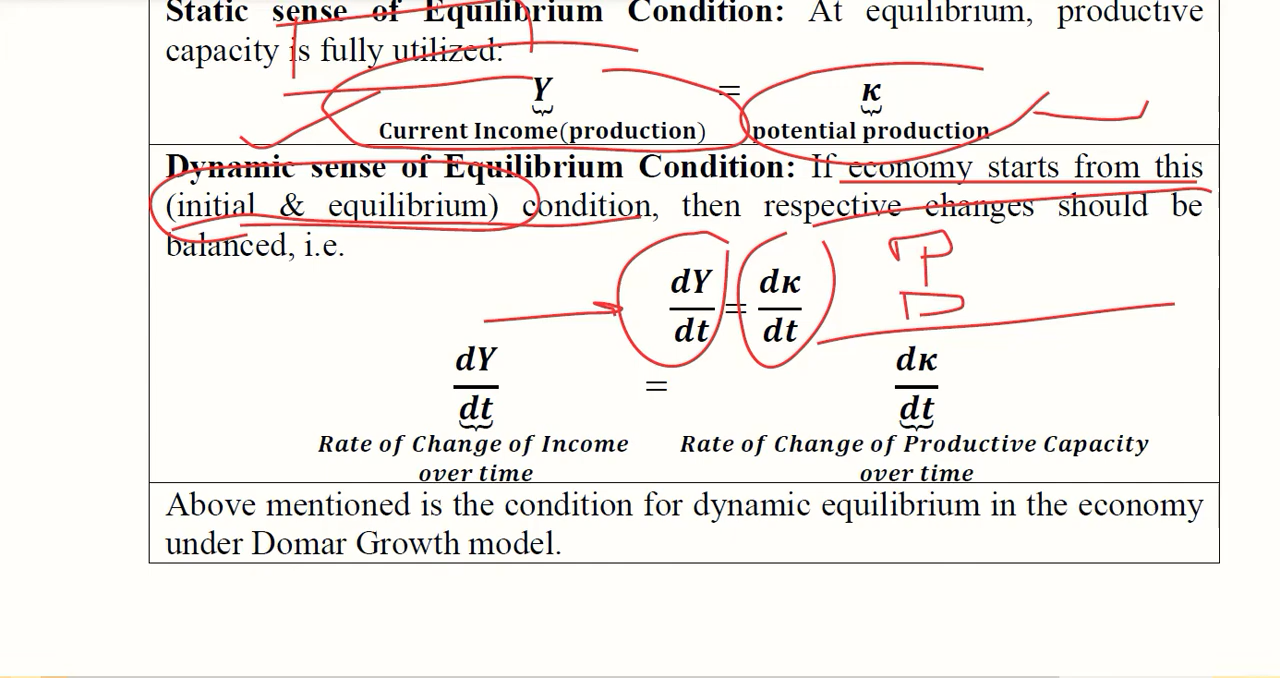 Static sense of Equilibrium Condition: At equilibrium, productive
capacity is fully utilized:
Y = κ
Current Income(production) potential production
Dynamic sense of Equilibrium Condition: If economy starts from this
(initial & equilibrium) condition, then respective changes should be
balanced, i.e.
dY/dt = dκ/dt
P
D
dY/dt = dκ/dt
Rate of Change of Income Rate of Change of Productive Capacity
over time over time
Above mentioned is the condition for dynamic equilibrium in the economy
under Domar Growth model.